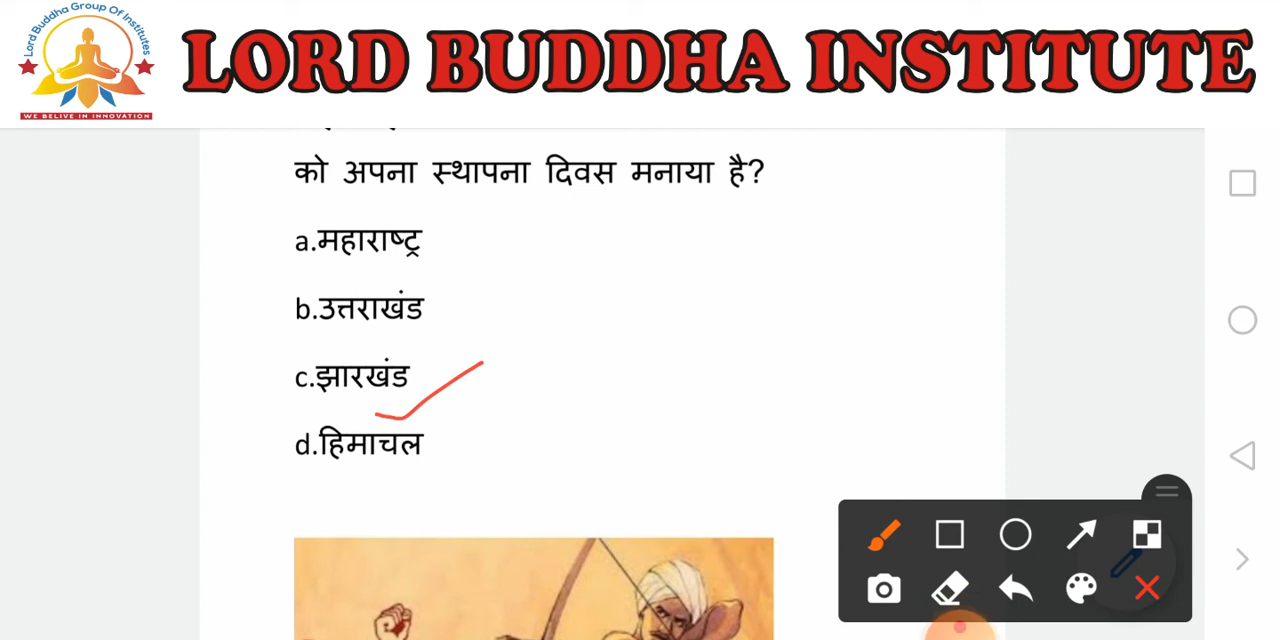 Lord Buddha Group Of Institutes
WE BELIVE IN INNOVATION
LORD BUDDHA INSTITUTE
को अपना स्थापना दिवस मनाया है?
a.महाराष्ट्र
b.उत्तराखंड
c.झारखंड
d.हिमाचल